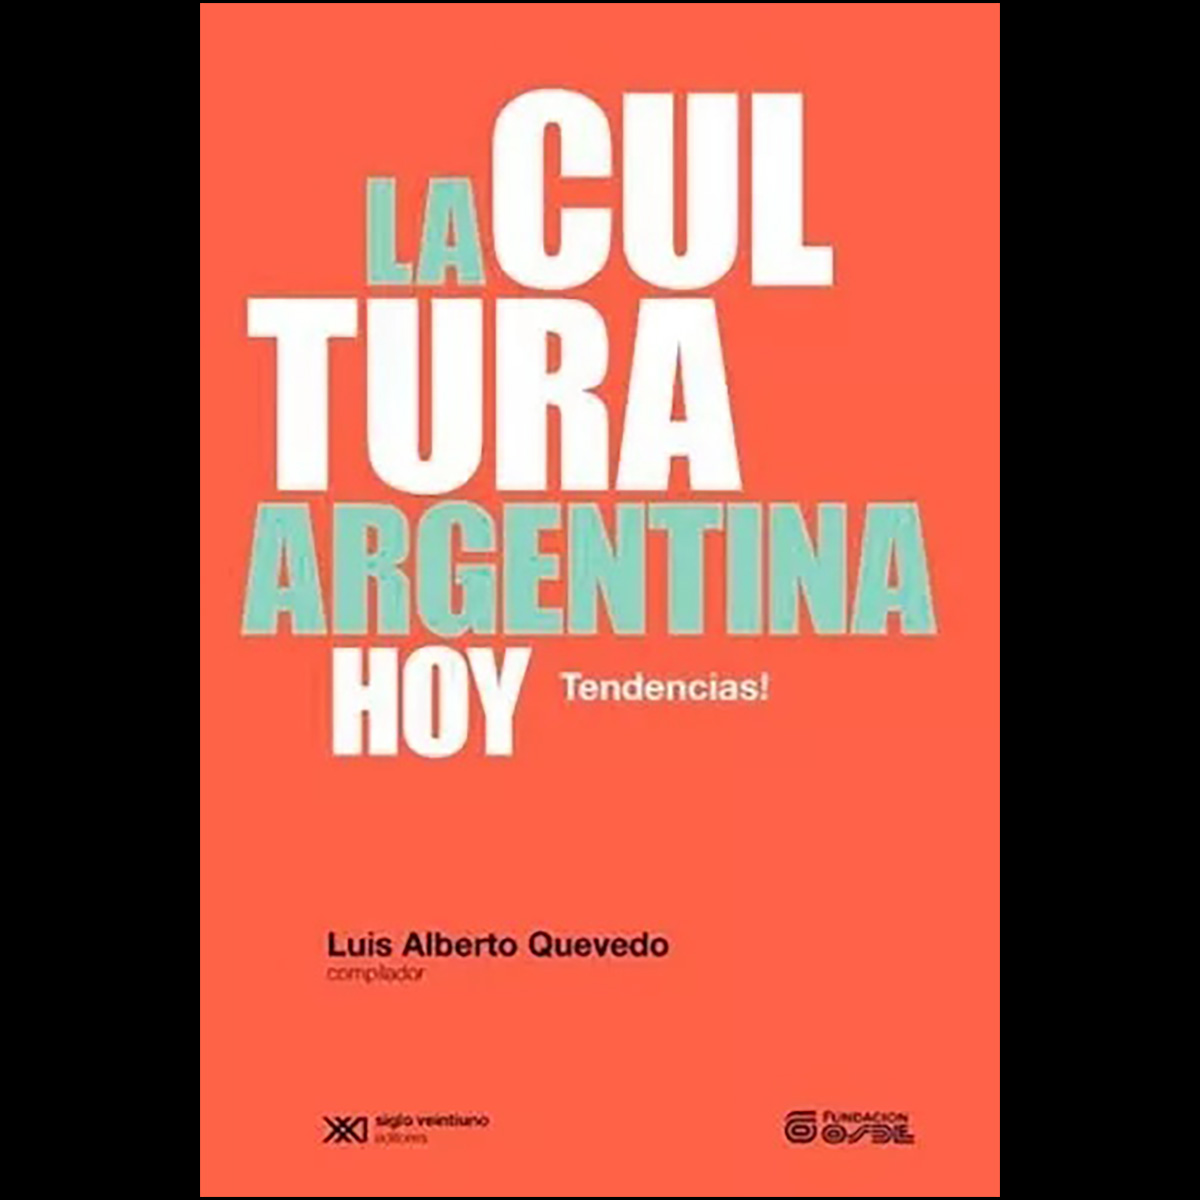 LA CUL
TURA
ARGENTINA
HOY Tendencias!
Luis Alberto Quevedo
compilador
siglo veintiuno
editores
FUNDACION
OSDE